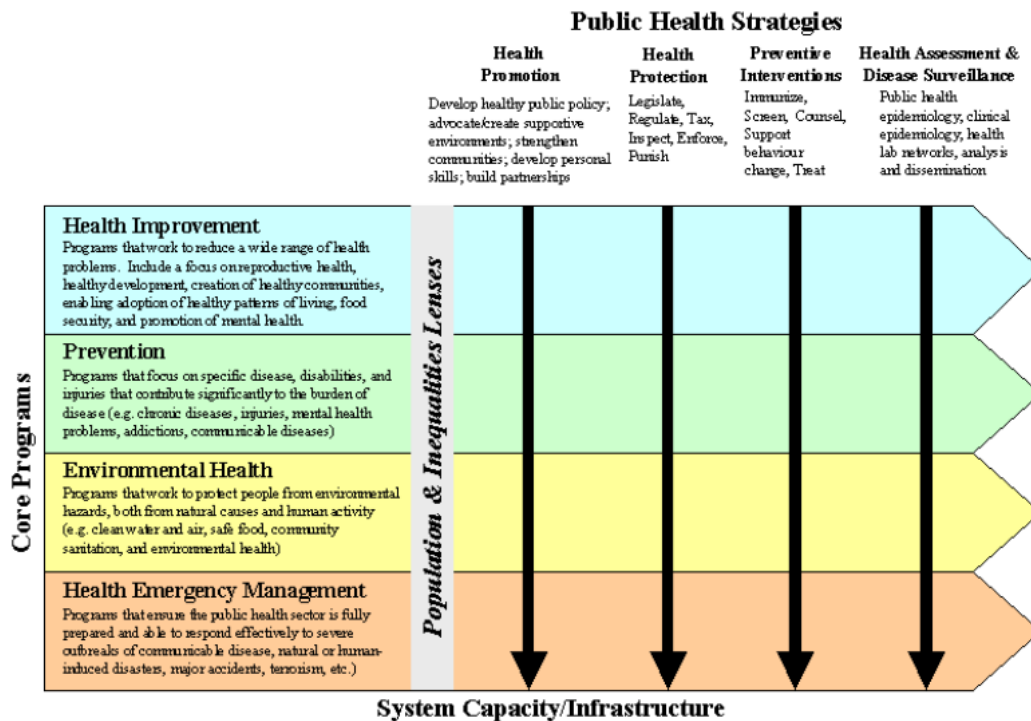 Public Health Strategies
Health
Promotion
Develop healthy public policy;
advocate/create supportive
environments; strengthen
communities; develop personal
skills; build partnerships
Health
Protection
Legislate,
Regulate, Tax,
Inspect, Enforce,
Punish
Preventive
Interventions
Immunize,
Screen, Counsel,
Support
behaviour
change, Treat
Health Assessment &
Disease Surveillance
Public health
epidemiology, clinical
epidemiology, health
lab networks, analysis
and dissemination
Core Programs
Population & Inequalities Lenses
Health Improvement
Programs that work to reduce a wide range of health
problems. Include a focus on reproductive health,
healthy development, creation of healthy communities,
enabling adoption of healthy patterns of living, food
security, and promotion of mental health.
Prevention
Programs that focus on specific disease, disabilities, and
injuries that contribute significantly to the burden of
disease (e.g. chronic diseases, injuries, mental health
problems, addictions, communicable diseases)
Environmental Health
Programs that work to protect people from environmental
hazards, both from natural causes and human activity
(e.g. clean water and air, safe food, community
sanitation, and environmental health)
Health Emergency Management
Programs that ensure the public health sector is fully
prepared and able to respond effectively to severe
outbreaks of communicable disease, natural or human-
induced disasters, major accidents, terrorism, etc.)
System Capacity/Infrastructure